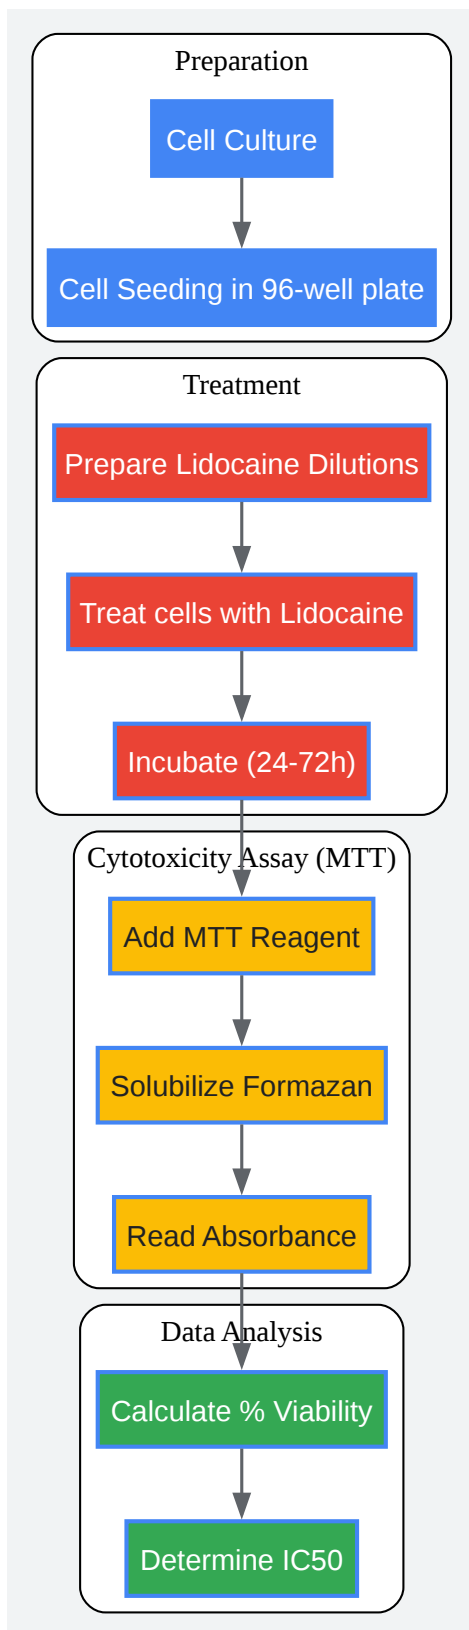 Preparation
Cell Culture
Cell Seeding in 96-well plate
Treatment
Prepare Lidocaine Dilutions
Treat cells with Lidocaine
Incubate (24-72h)
Cytotoxicity Assay (MTT)
Add MTT Reagent
Solubilize Formazan
Read Absorbance
Data Analysis
Calculate % Viability
Determine IC50